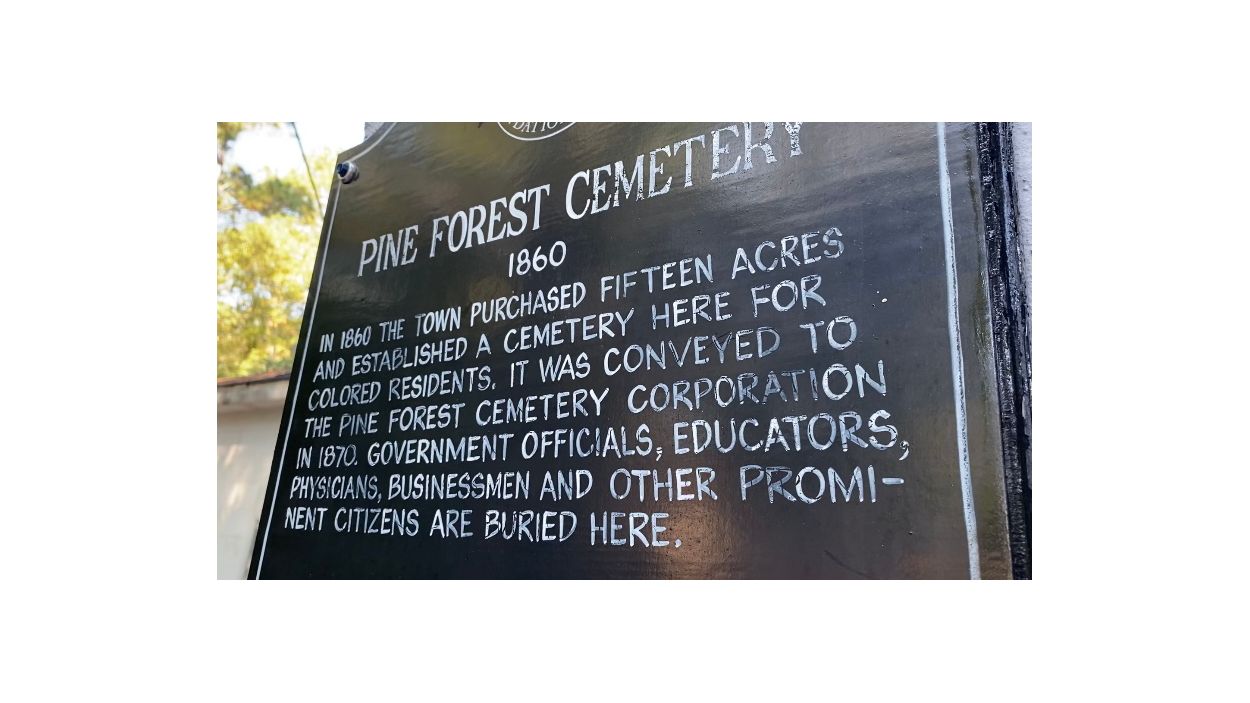 PINE FOREST CEMETERY
1860
IN 1860 THE TOWN PURCHASED FIFTEEN ACRES
AND ESTABLISHED A CEMETERY HERE FOR
COLORED RESIDENTS. IT WAS CONVEYED TO
THE PINE FOREST CEMETERY CORPORATION
IN 1870. GOVERNMENT OFFICIALS, EDUCATORS,
PHYSICIANS, BUSINESSMEN AND OTHER PROMI-
NENT CITIZENS ARE BURIED HERE.